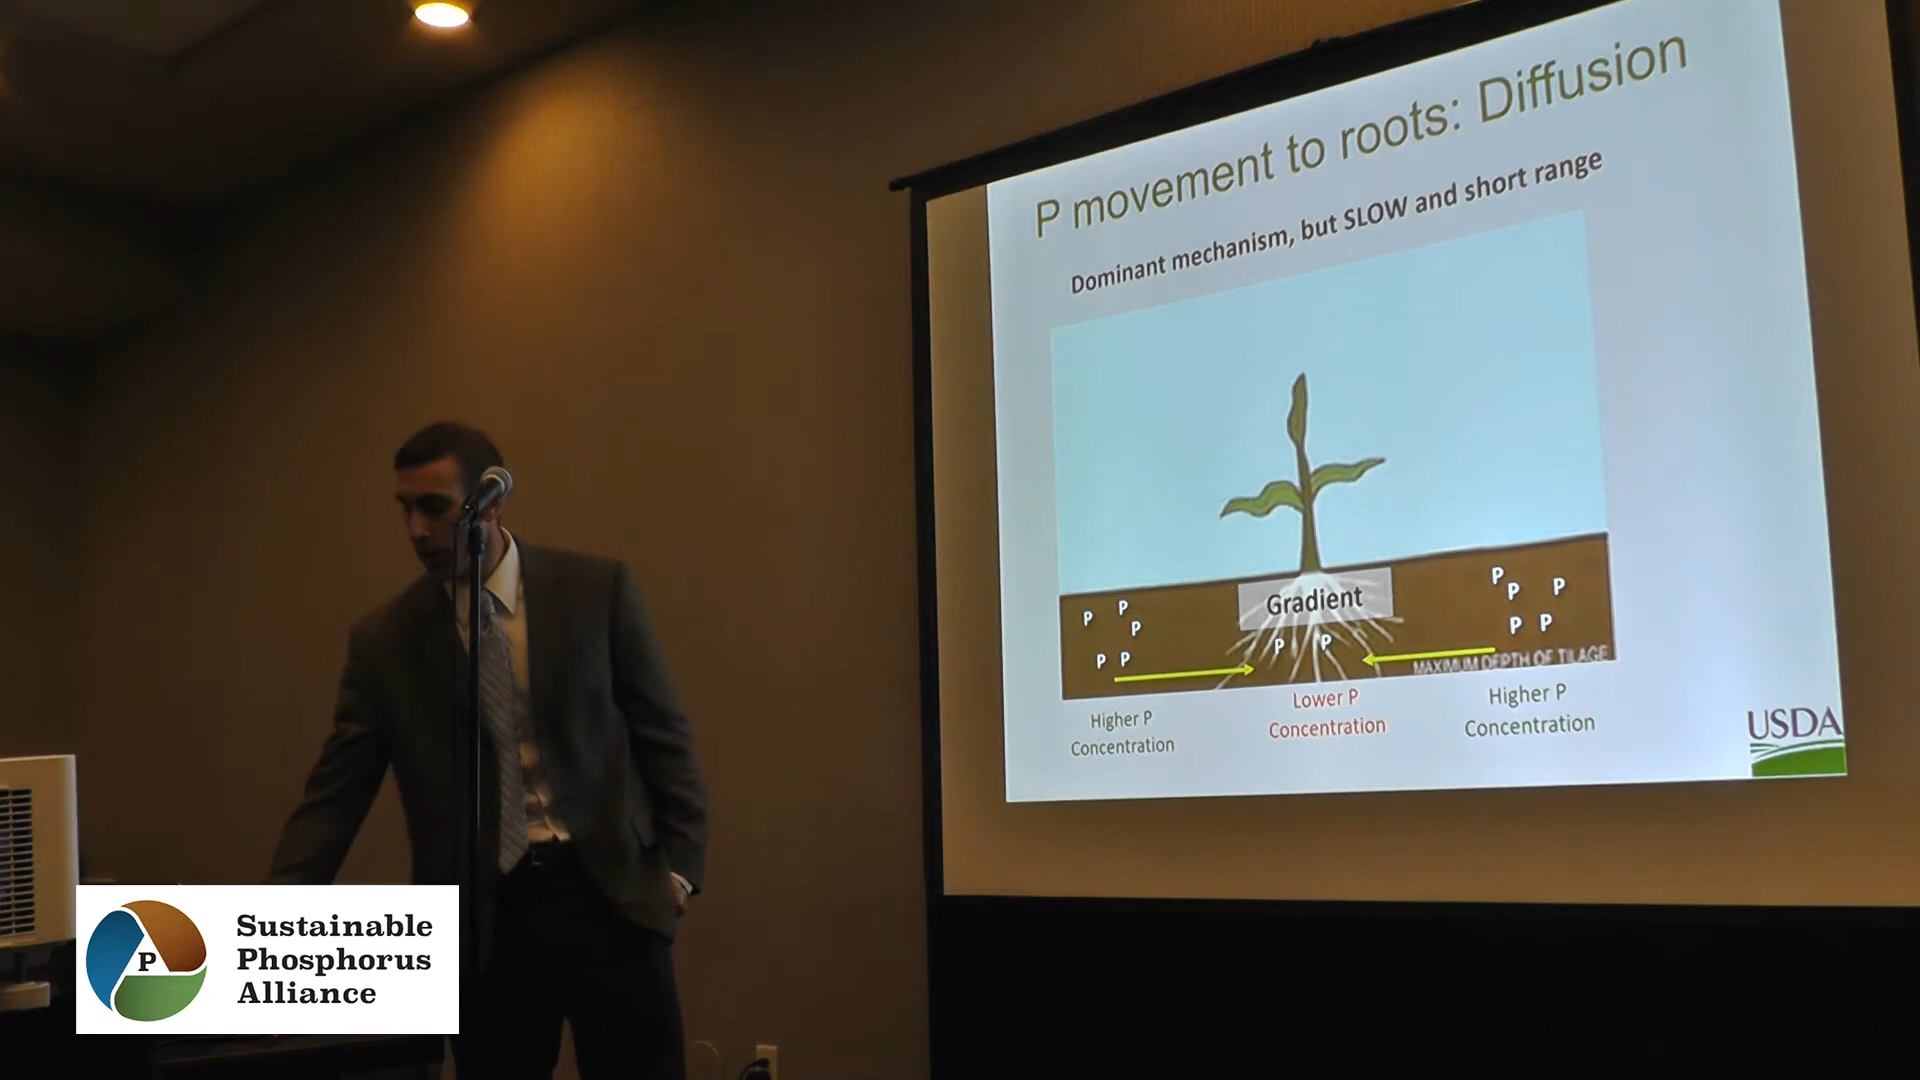 P movement to roots: Diffusion
Dominant mechanism, but SLOW and short range
Gradient
P P P P P
P P
P P P P P
MAXIMUM DEPTH OF TILLAGE
Higher P
Concentration
Lower P
Concentration
Higher P
Concentration
USDA
P
Sustainable
Phosphorus
Alliance